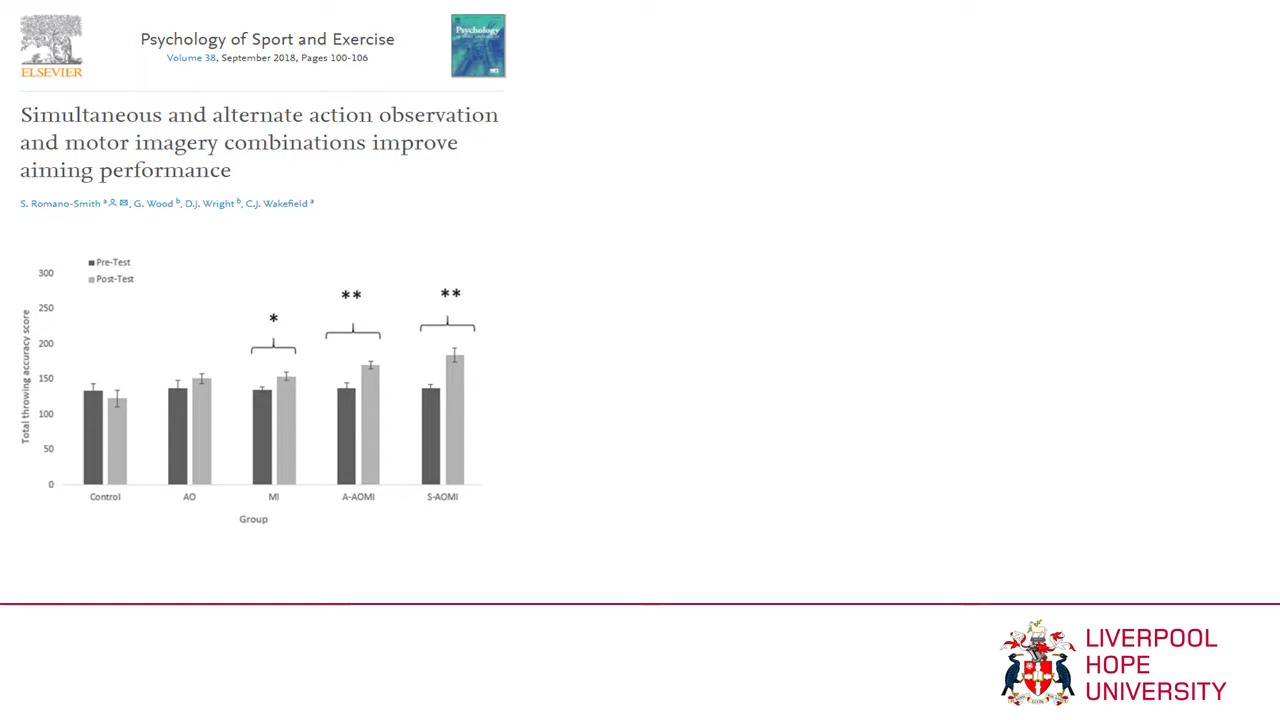 ELSEVIER
Psychology of Sport and Exercise
Volume 38, September 2018, Pages 100-106
Psychology
Simultaneous and alternate action observation
and motor imagery combinations improve
aiming performance
S. Romano-Smith a, G. Wood b, D.J. Wright b, C.J. Wakefield a
Pre-Test
Post-Test
300
250
200
150
100
50
0
Total throwing accuracy score
*
**
**
Control AO MI A-AOMI S-AOMI
Group
LIVERPOOL
HOPE
UNIVERSITY